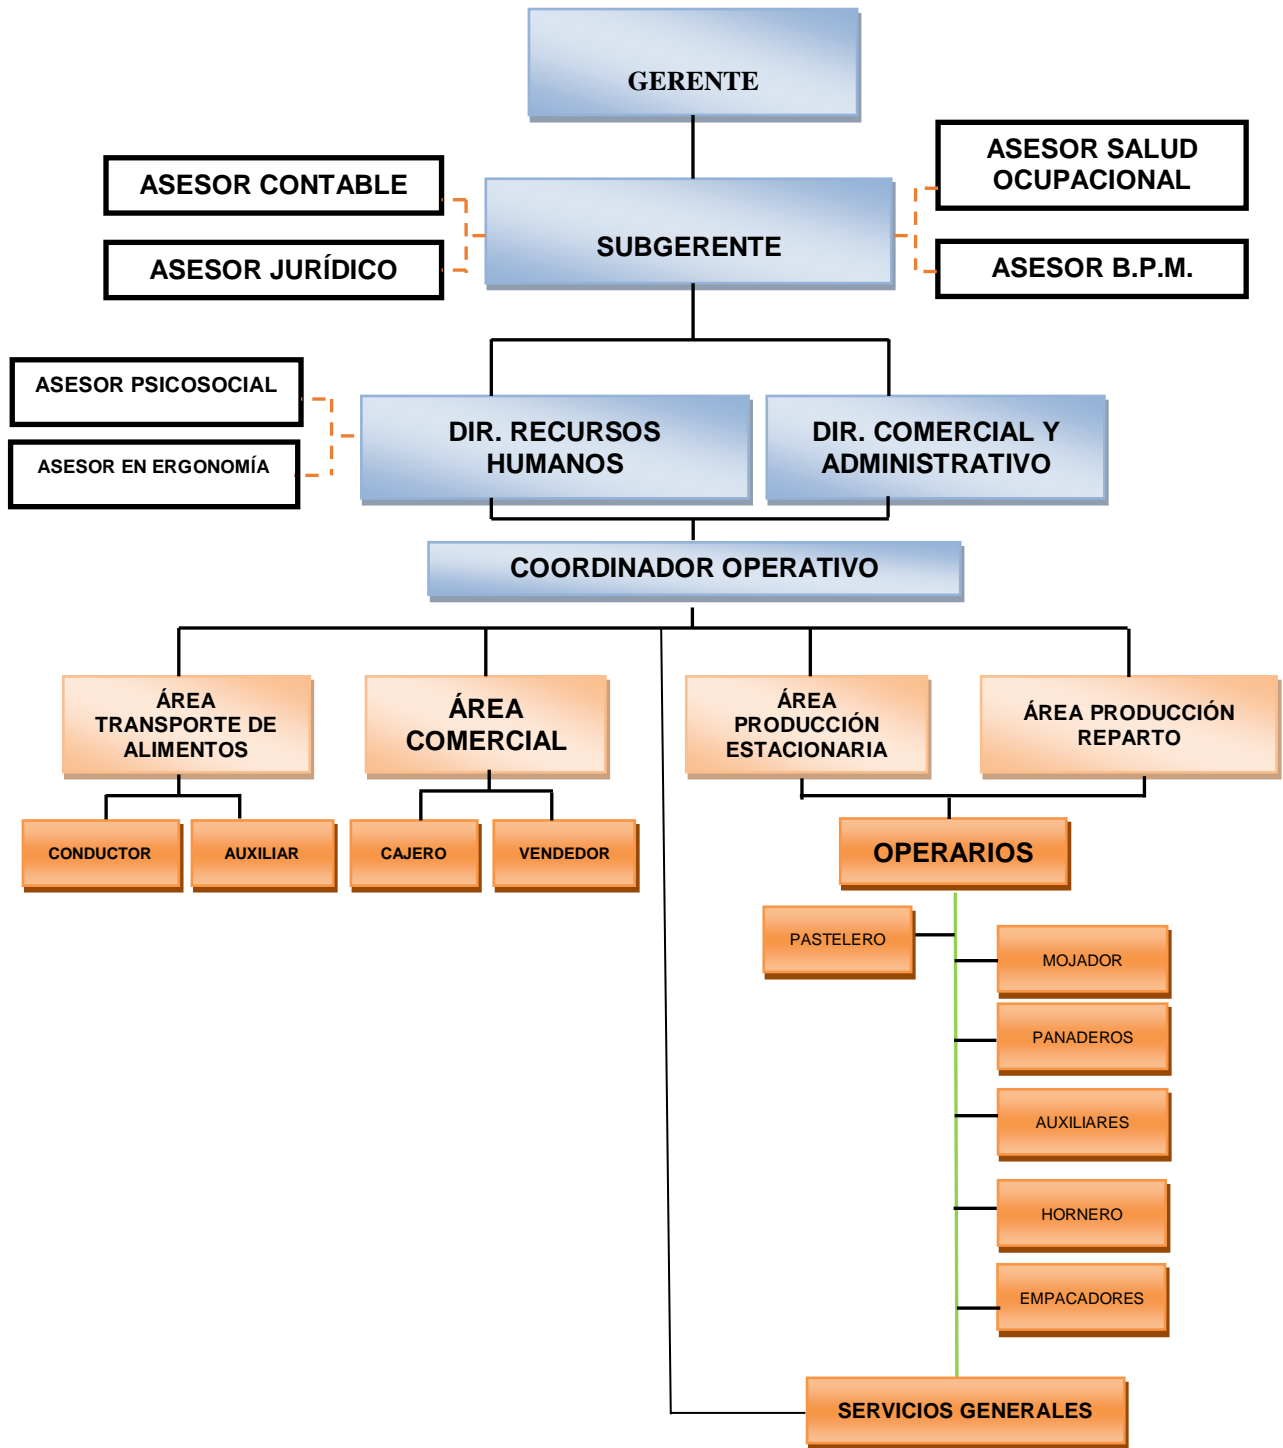 GERENTE
ASESOR CONTABLE
ASESOR SALUD
OCUPACIONAL
SUBGERENTE
ASESOR JURÍDICO
ASESOR B.P.M.
ASESOR PSICOSOCIAL
ASESOR EN ERGONOMÍA
DIR. RECURSOS
HUMANOS
DIR. COMERCIAL Y
ADMINISTRATIVO
COORDINADOR OPERATIVO
ÁREA
TRANSPORTE DE
ALIMENTOS
ÁREA
COMERCIAL
ÁREA
PRODUCCIÓN
ESTACIONARIA
ÁREA PRODUCCIÓN
REPARTO
CONDUCTOR
AUXILIAR
CAJERO
VENDEDOR
OPERARIOS
PASTELERO
MOJADOR
PANADEROS
AUXILIARES
HORNERO
EMPACADORES
SERVICIOS GENERALES